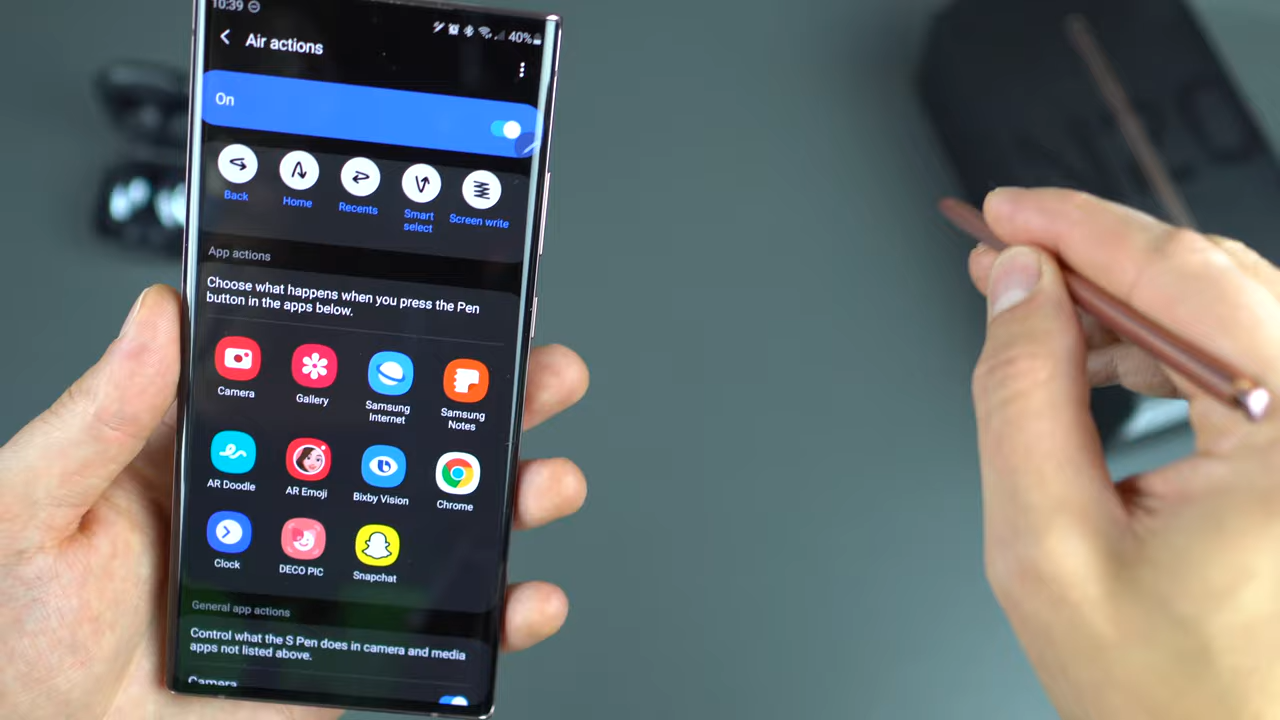 10:39
40%
Air actions
On
Back
Home
Recents
Smart
select
Screen write
App actions
Choose what happens when you press the Pen
button in the apps below.
Camera
Gallery
Samsung
Internet
Samsung
Notes
AR Doodle
AR Emoji
Bixby Vision
Chrome
Clock
DECO PIC
Snapchat
General app actions
Control what the S Pen does in camera and media
apps not listed above.
Camera